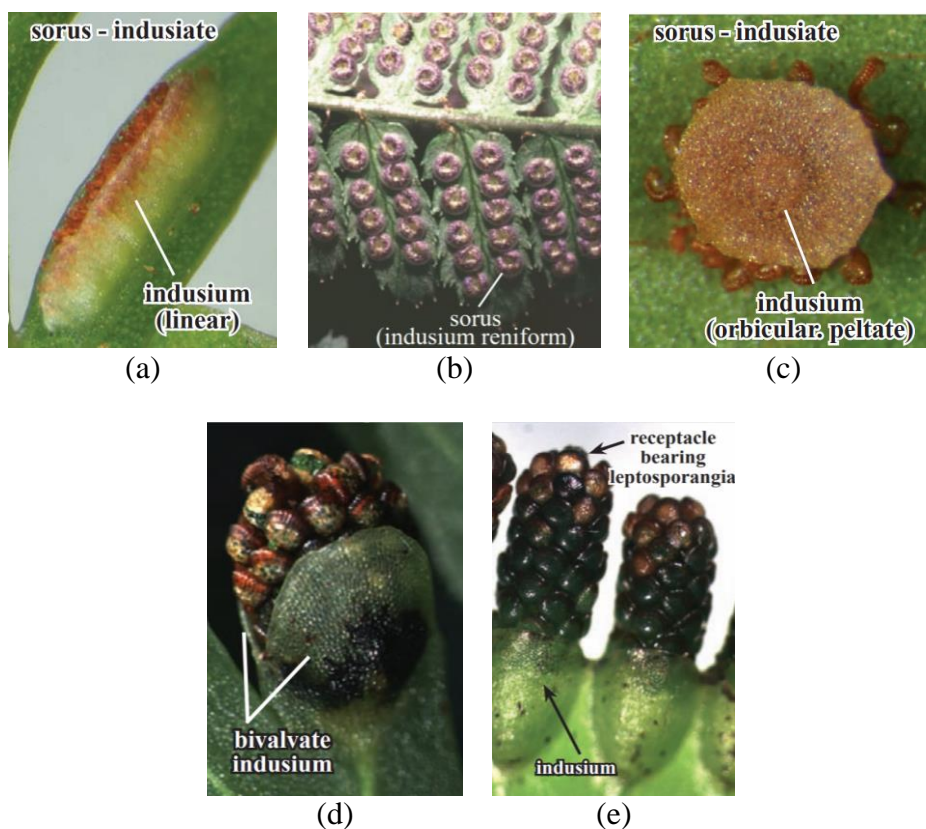 sorus - indusiate
indusium
(linear)
(a)
sorus
(indusium reniform)
(b)
sorus - indusiate
indusium
(orbicular. peltate)
(c)
bivalvate
indusium
(d)
receptacle
bearing
leptosporangia
indusium
(e)